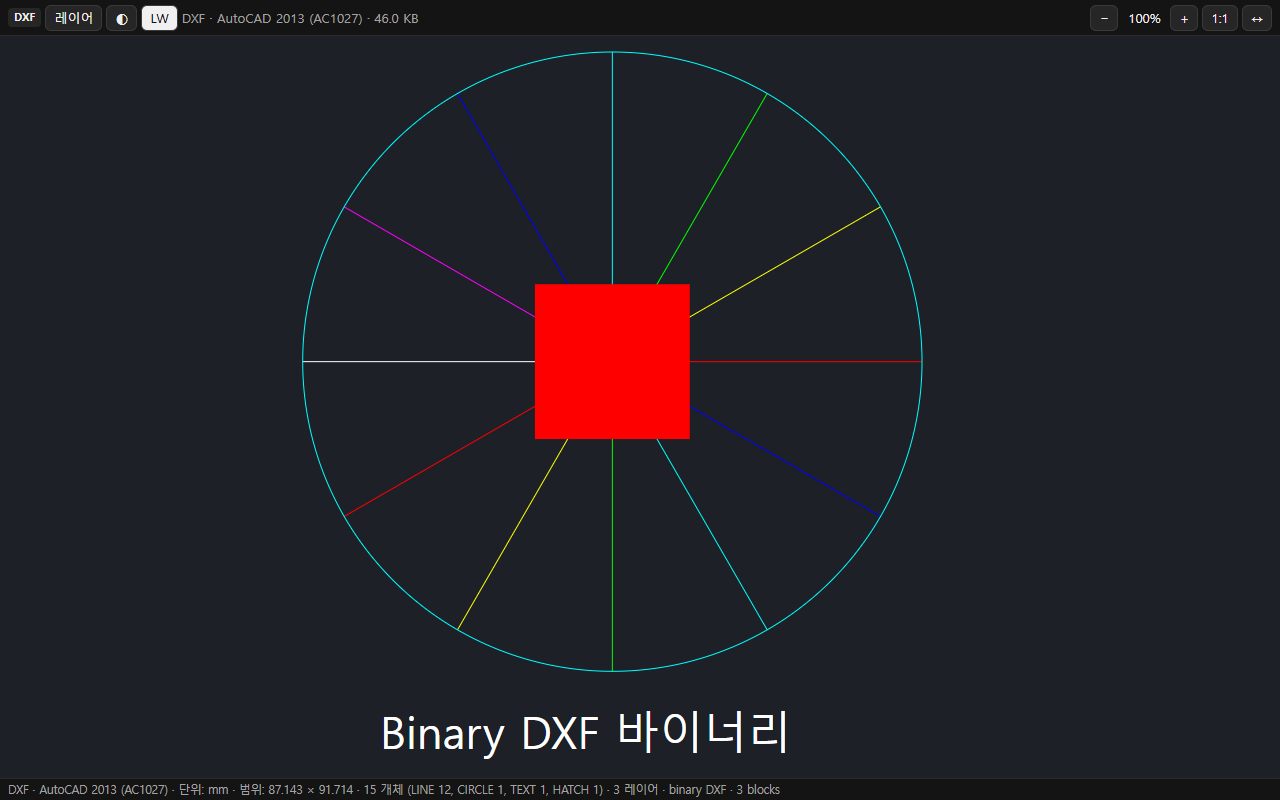 DXF 레이어 ◐ LW DXF · AutoCAD 2013 (AC1027) · 46.0 KB − 100% + 1:1 ↔
Binary DXF 바이너리
DXF · AutoCAD 2013 (AC1027) · 단위: mm · 범위: 87.143 × 91.714 · 15 개체 (LINE 12, CIRCLE 1, TEXT 1, HATCH 1) · 3 레이어 · binary DXF · 3 blocks